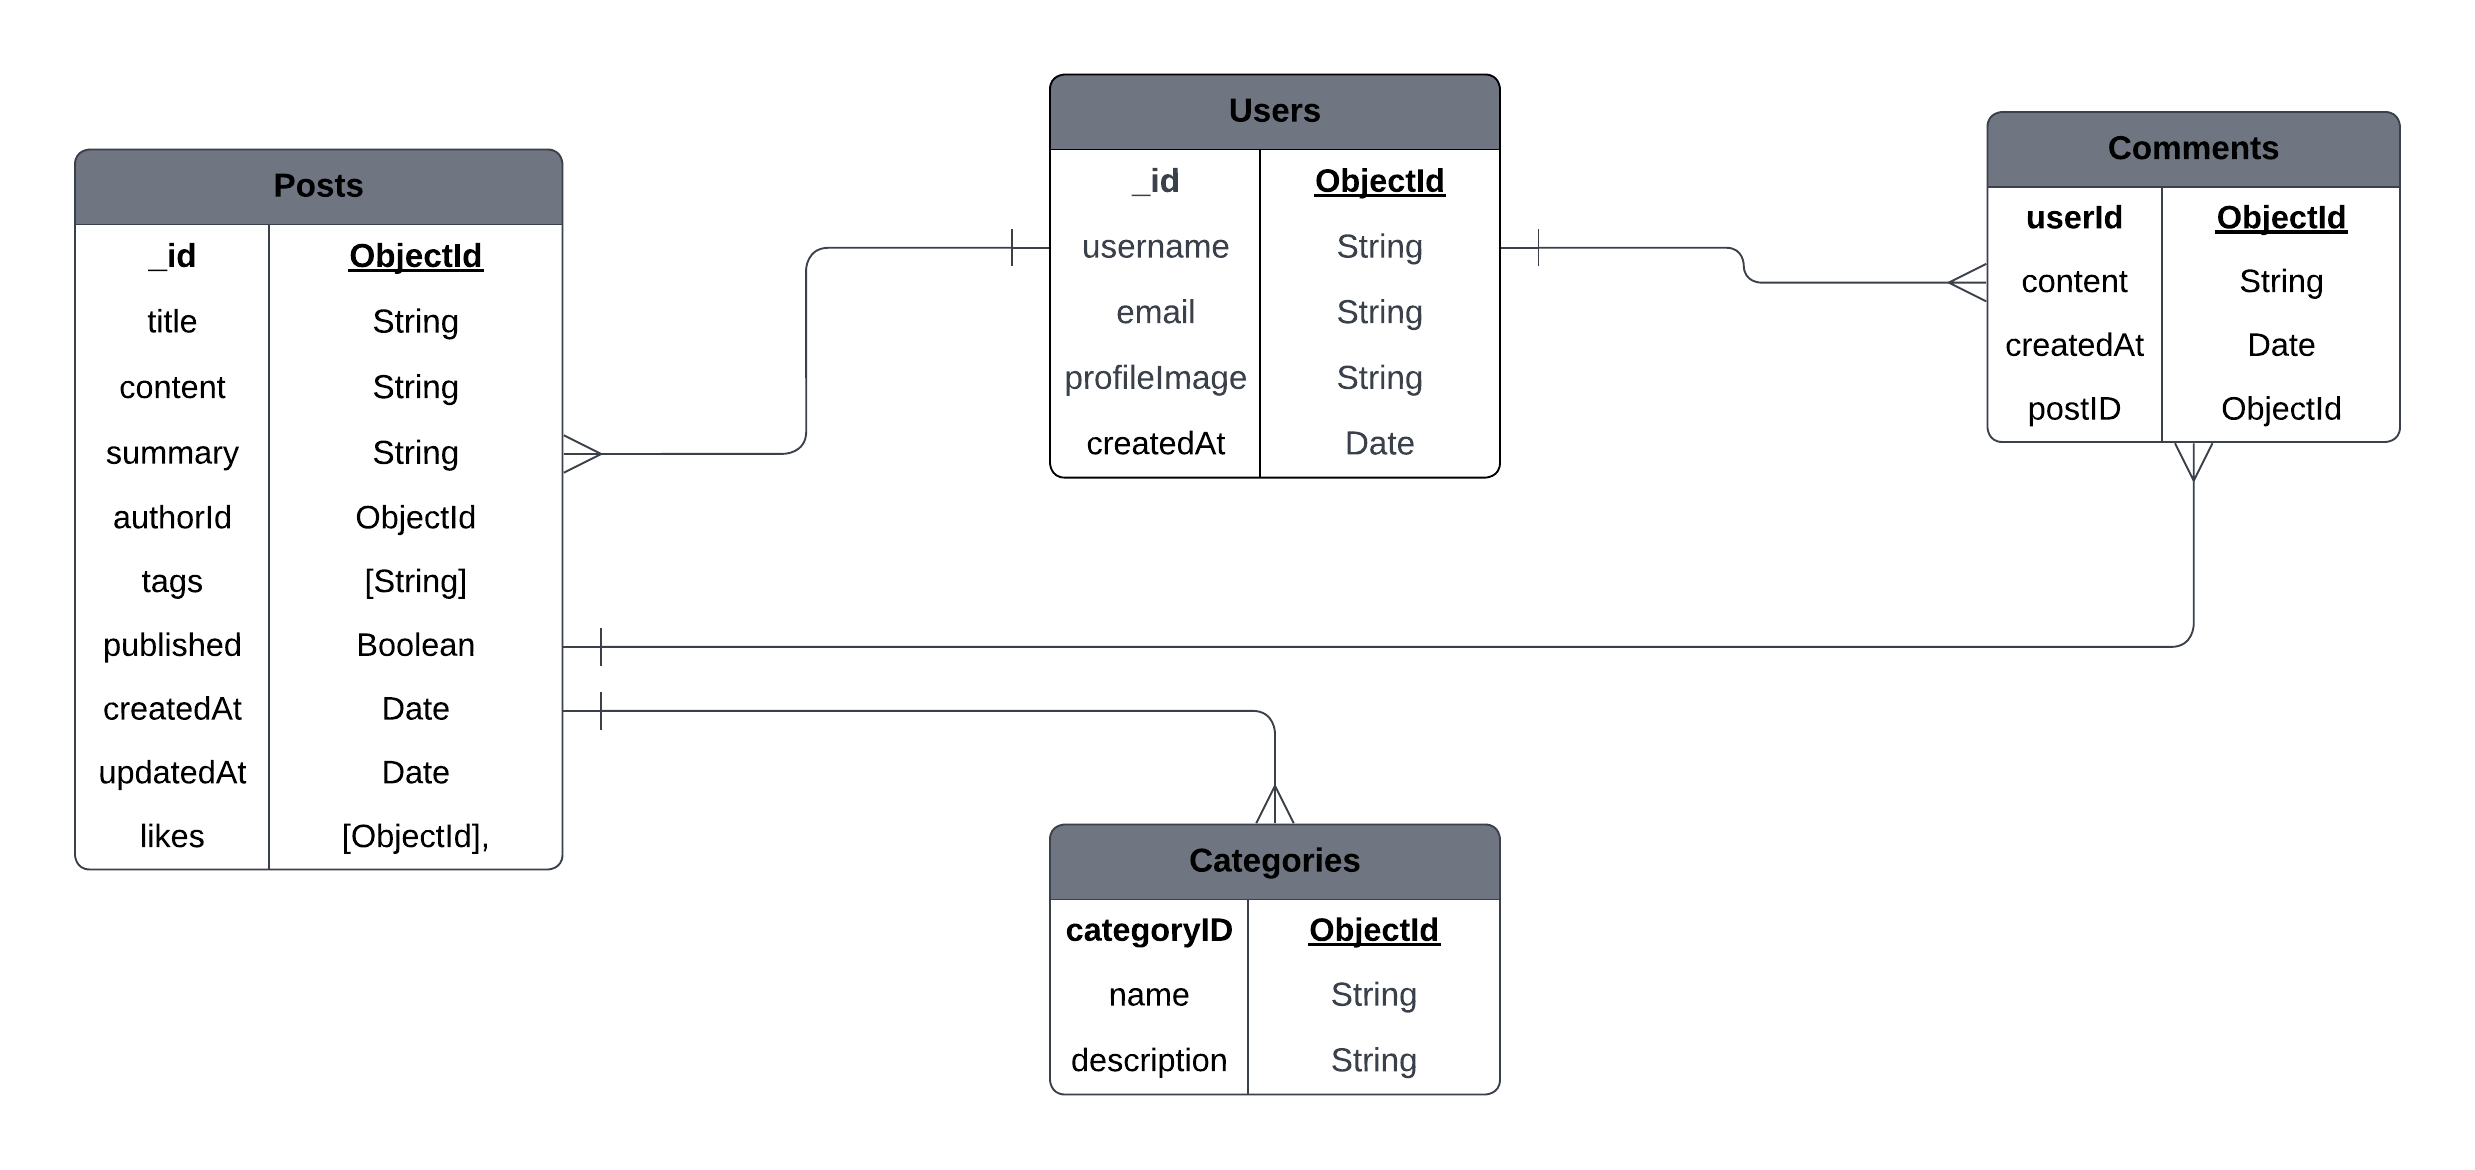 Posts
_id ObjectId
title String
content String
summary String
authorId ObjectId
tags [String]
published Boolean
createdAt Date
updatedAt Date
likes [ObjectId],
Users
_id ObjectId
username String
email String
profileImage String
createdAt Date
Comments
userId ObjectId
content String
createdAt Date
postID ObjectId
Categories
categoryID ObjectId
name String
description String